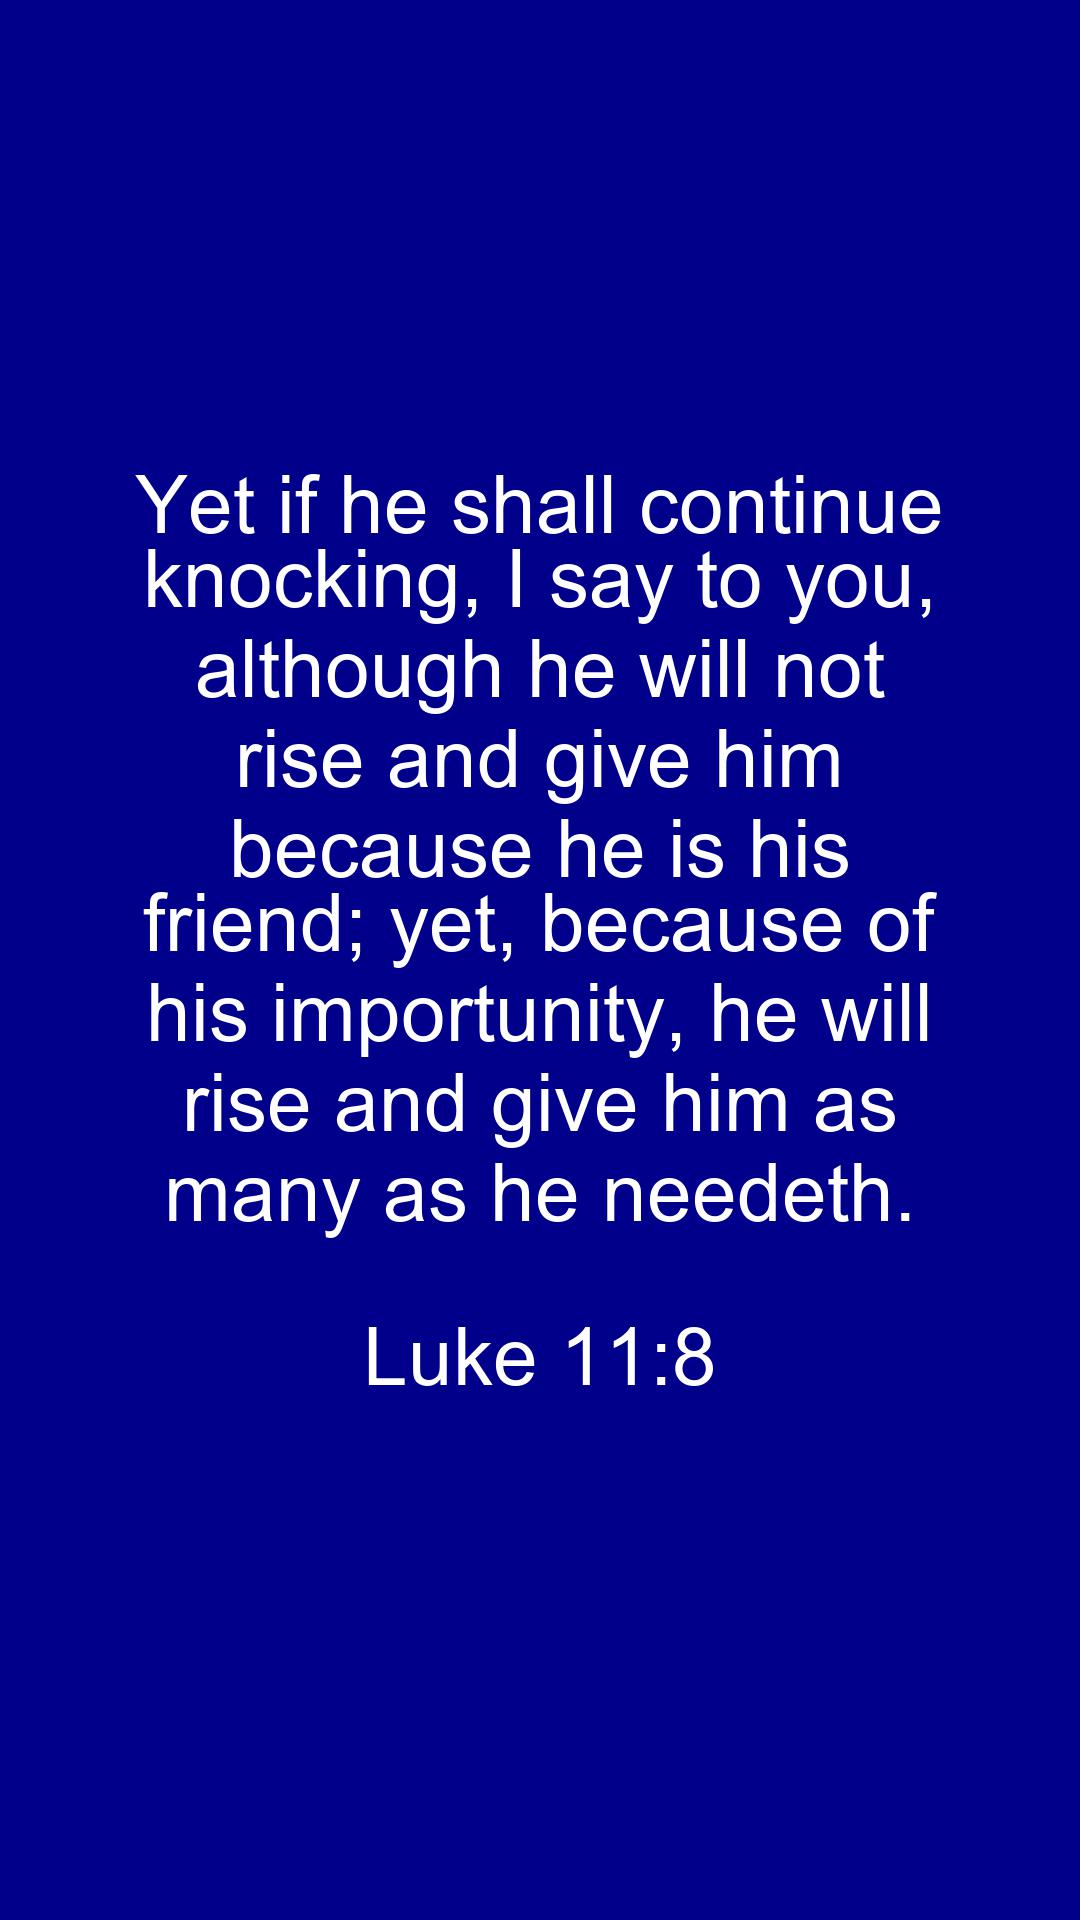 Yet if he shall continue
knocking, I say to you,
although he will not
rise and give him
because he is his
friend; yet, because of
his importunity, he will
rise and give him as
many as he needeth.
Luke 11:8